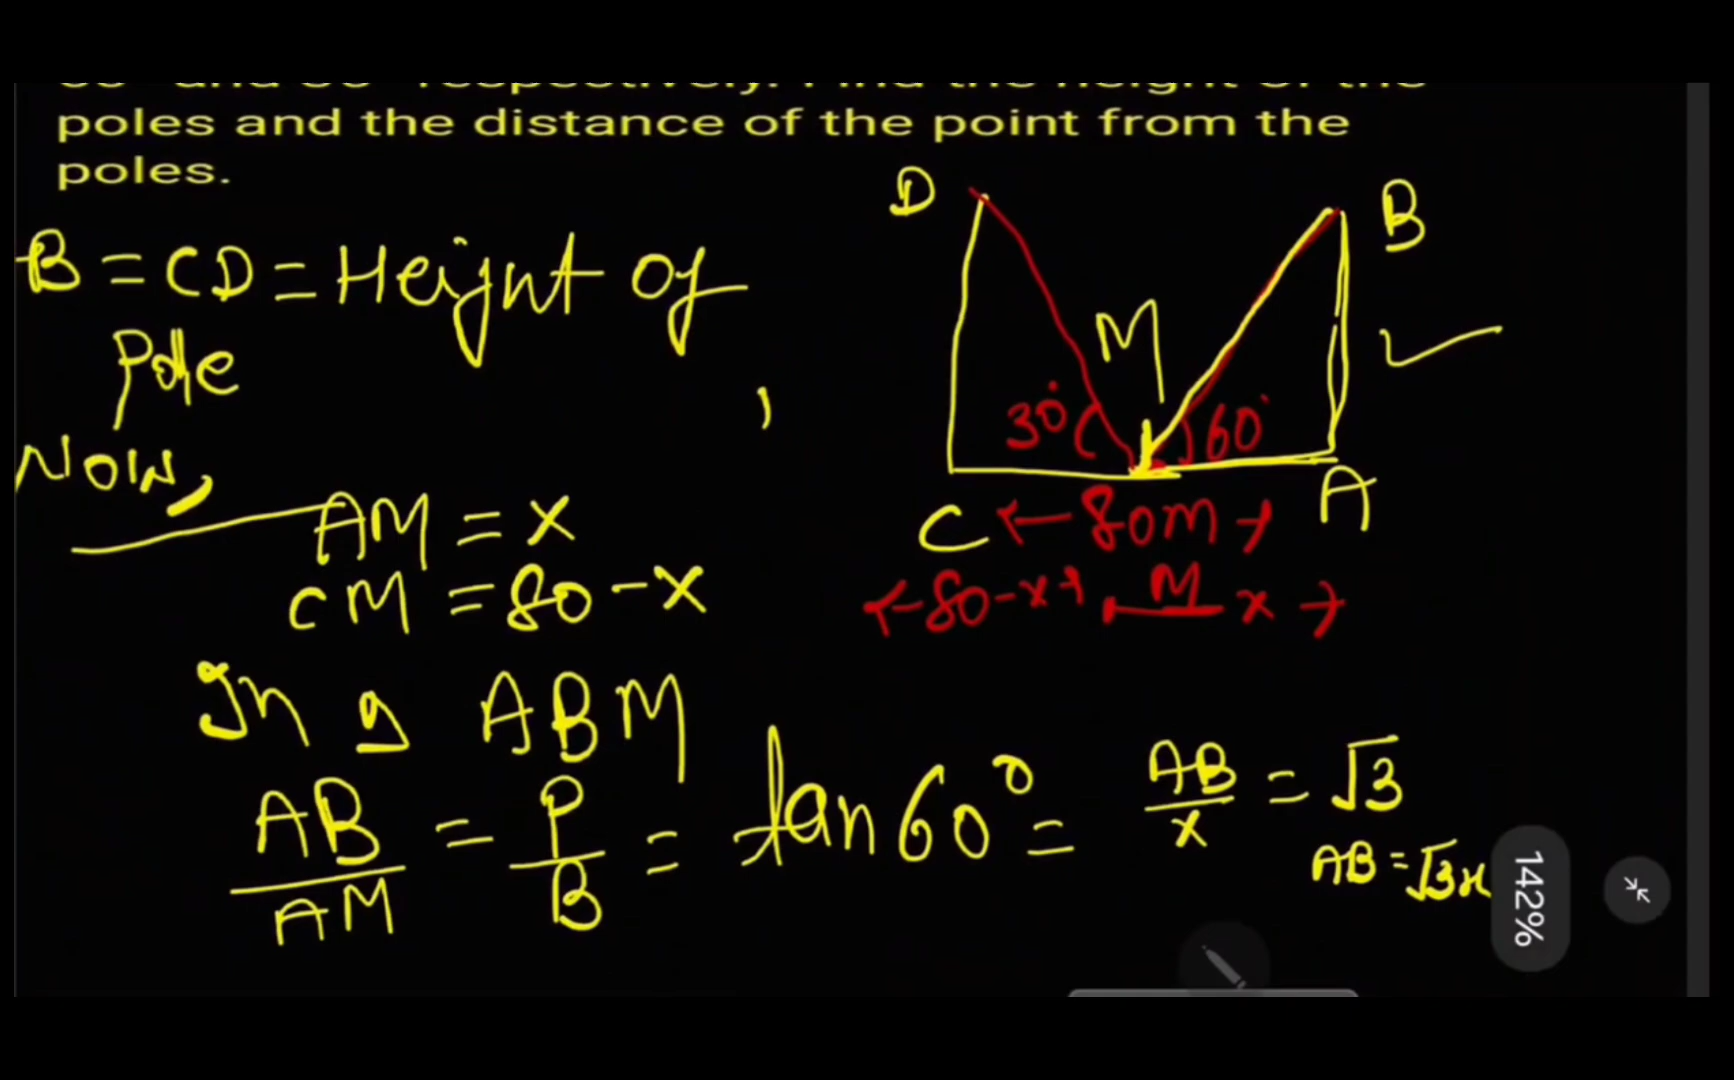 poles and the distance of the point from the
poles.
B = CD = Height of
Pole
Now,
AM = x
CM = 80 - x
In Δ ABM
AB/AM = P/B = tan 60° = AB/x = √3
AB = √3x
D
B
M
30°
60°
C
80M
A
80-x
M
x
142%